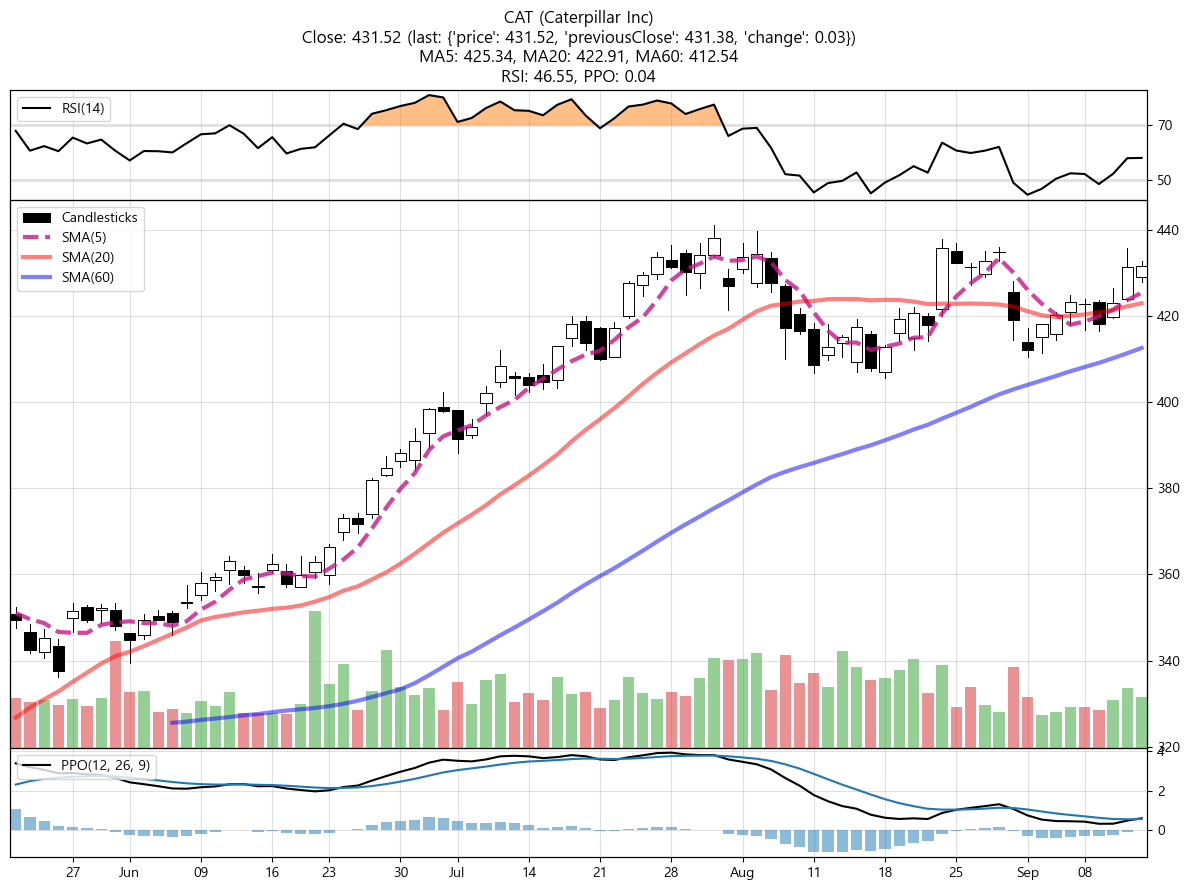 CAT (Caterpillar Inc)
Close: 431.52 (last: {'price': 431.52, 'previousClose': 431.38, 'change': 0.03})
MA5: 425.34, MA20: 422.91, MA60: 412.54
RSI: 46.55, PPO: 0.04
RSI(14)
70
50
Candlesticks
SMA(5)
SMA(20)
SMA(60)
440
420
400
380
360
340
320
PPO(12, 26, 9)
4
2
0
27 Jun 09 16 23 30 Jul 14 21 28 Aug 11 18 25 Sep 08